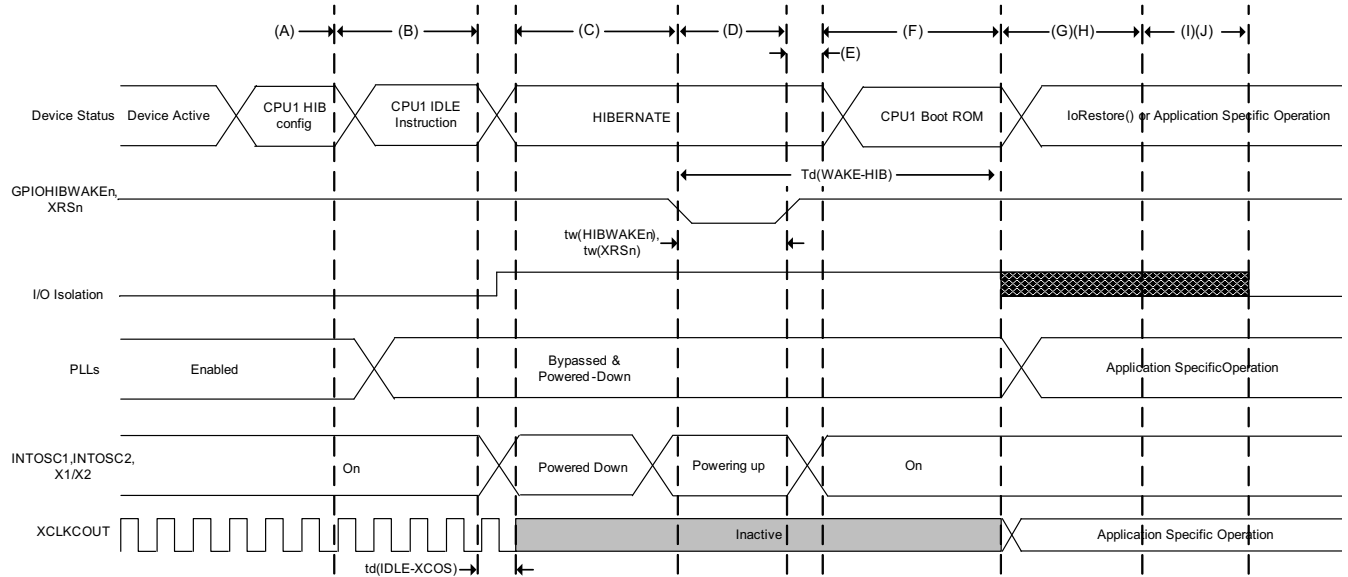 (A)
(B)
(C)
(D)
(E)
(F)
(G)(H)
(I)(J)
Device Status
Device Active
CPU1 HIB
config
CPU1 IDLE
Instruction
HIBERNATE
CPU1 Boot ROM
IoRestore() or Application Specific Operation
Td(WAKE-HIB)
GPIOHIBWAKEn,
XRSn
tw(HIBWAKEn),
tw(XRSn)
I/O Isolation
PLLs
Enabled
Bypassed &
Powered-Down
Application SpecificOperation
INTOSC1,INTOSC2,
X1/X2
On
Powered Down
Powering up
On
XCLKCOUT
Inactive
Application Specific Operation
td(IDLE-XCOS)